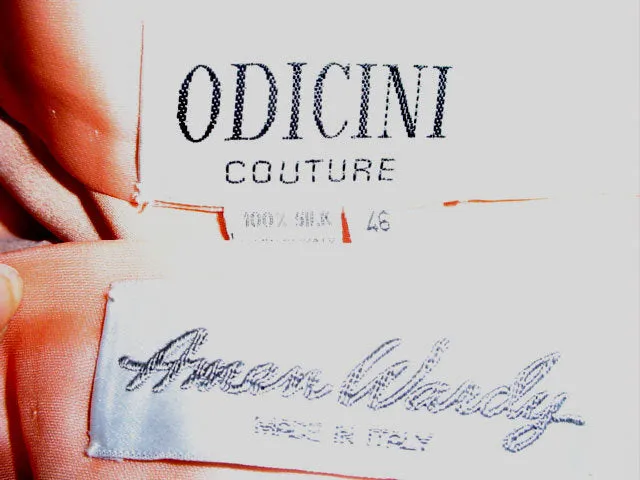 ODICINI
COUTURE
100% SILK 46
Amen Wardy
MADE IN ITALY